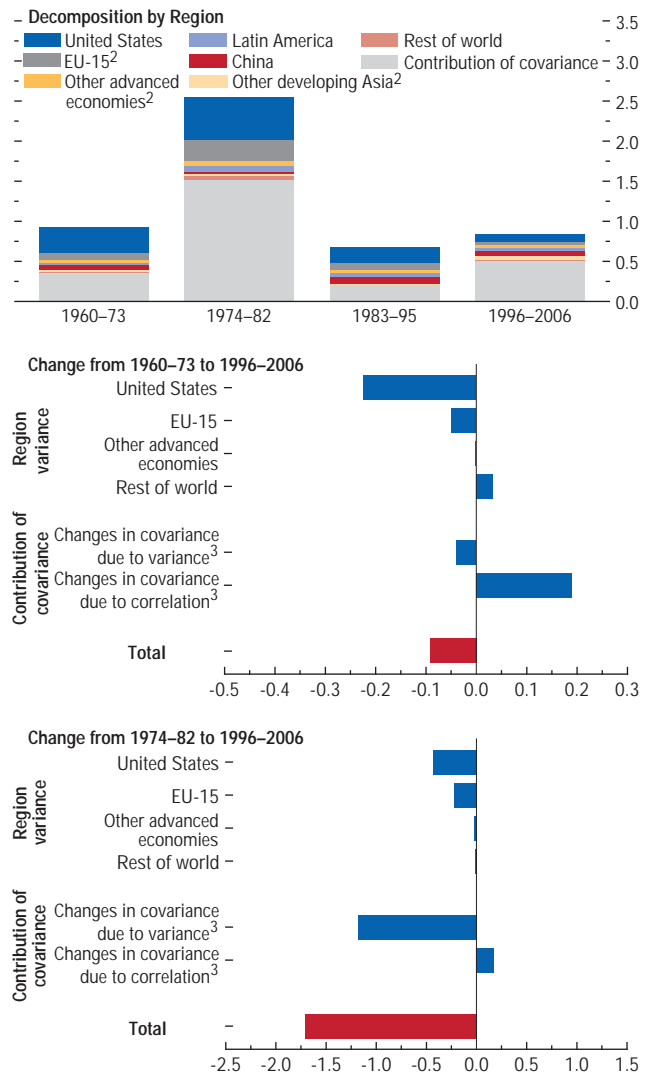 Decomposition by Region
United States
Latin America
Rest of world
EU-15²
China
Contribution of covariance
Other advanced
economies²
Other developing Asia²
3.5
3.0
2.5
2.0
1.5
1.0
0.5
0.0
1960–73
1974–82
1983–95
1996–2006
Change from 1960–73 to 1996–2006
Region
variance
United States
EU-15
Other advanced
economies
Rest of world
Contribution of
covariance
Changes in covariance
due to variance³
Changes in covariance
due to correlation³
Total
-0.5 -0.4 -0.3 -0.2 -0.1 0.0 0.1 0.2 0.3
Change from 1974–82 to 1996–2006
Region
variance
United States
EU-15
Other advanced
economies
Rest of world
Contribution of
covariance
Changes in covariance
due to variance³
Changes in covariance
due to correlation³
Total
-2.5 -2.0 -1.5 -1.0 -0.5 0.0 0.5 1.0 1.5